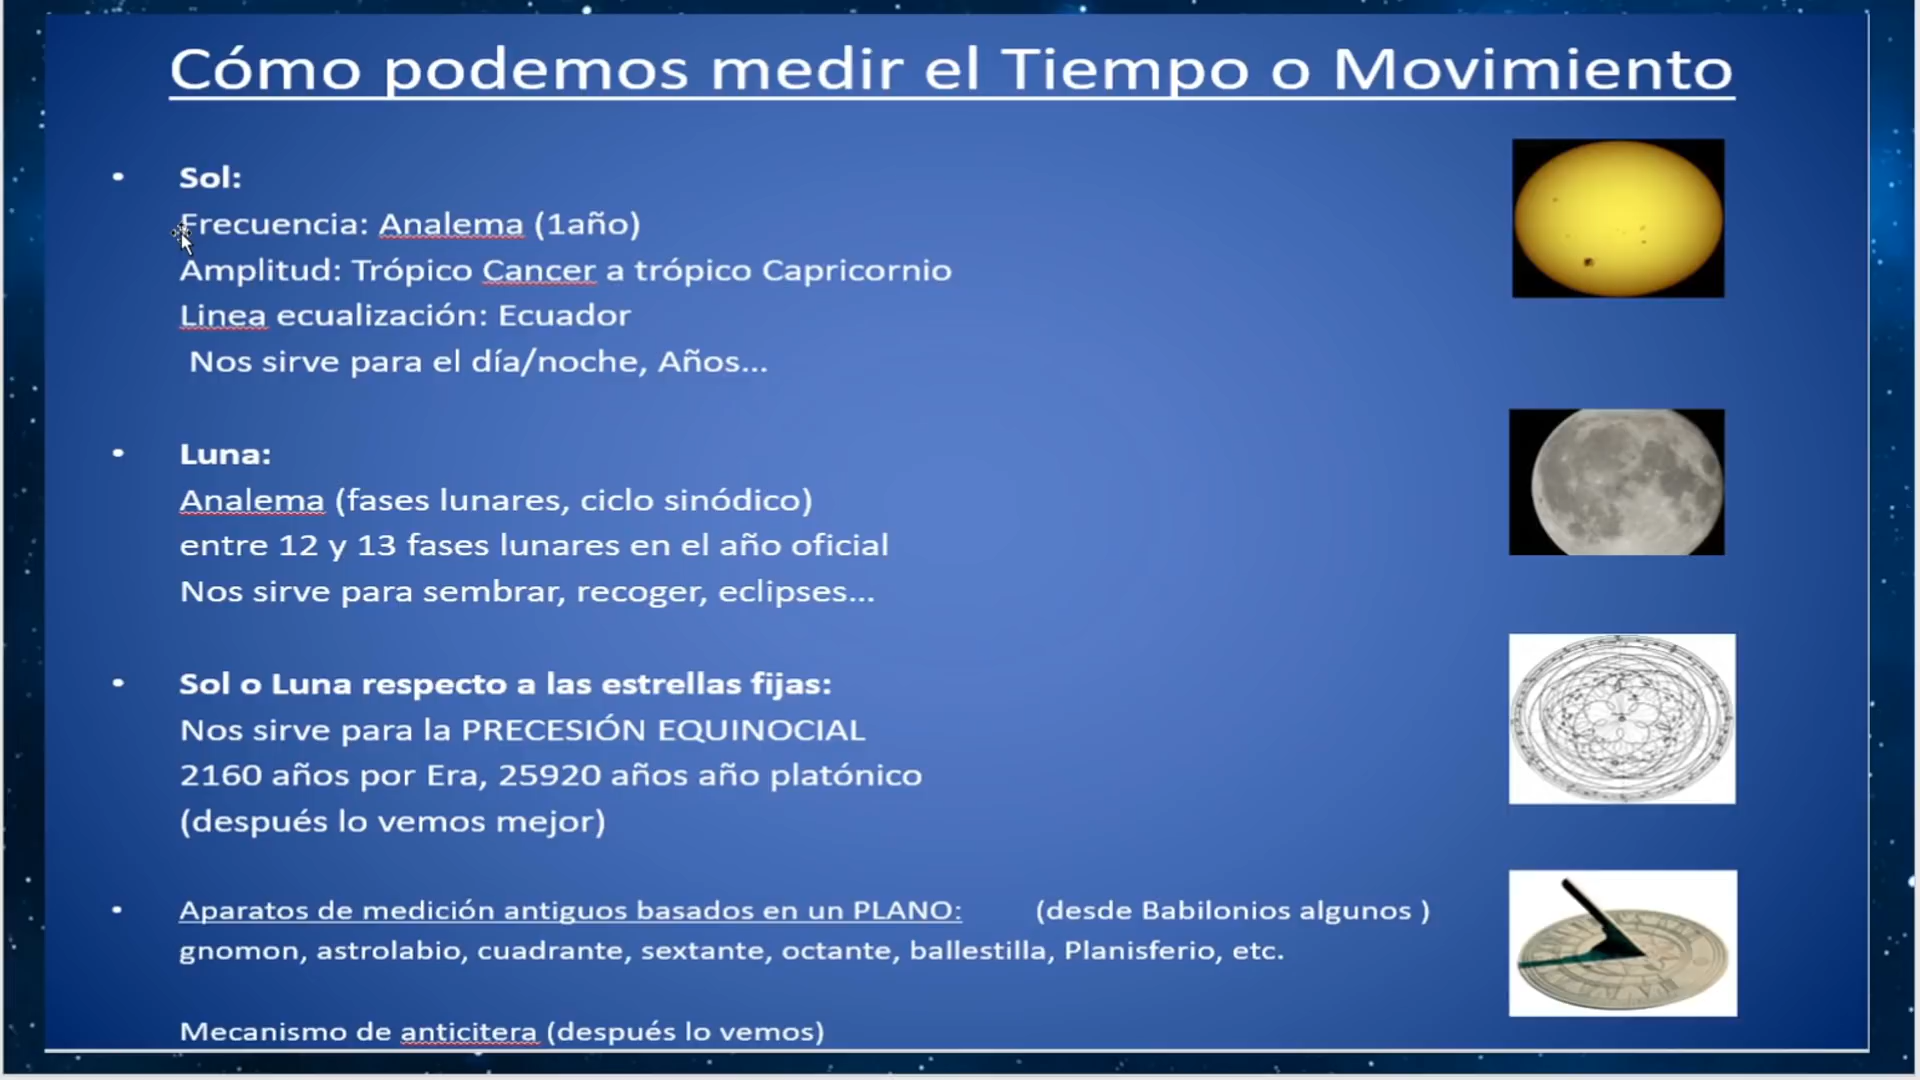 Cómo podemos medir el Tiempo o Movimiento
• Sol:
Frecuencia: Analema (1año)
Amplitud: Trópico Cancer a trópico Capricornio
Linea ecualización: Ecuador
Nos sirve para el día/noche, Años...
• Luna:
Analema (fases lunares, ciclo sinódico)
entre 12 y 13 fases lunares en el año oficial
Nos sirve para sembrar, recoger, eclipses...
• Sol o Luna respecto a las estrellas fijas:
Nos sirve para la PRECESIÓN EQUINOCIAL
2160 años por Era, 25920 años año platónico
(después lo vemos mejor)
• Aparatos de medición antiguos basados en un PLANO: (desde Babilonios algunos )
gnomon, astrolabio, cuadrante, sextante, octante, ballestilla, Planisferio, etc.
Mecanismo de anticitera (después lo vemos)